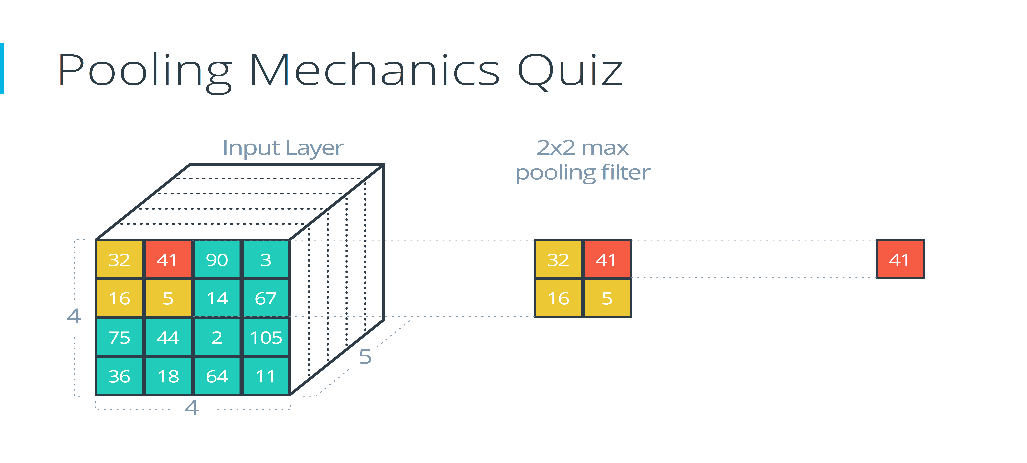 Pooling Mechanics Quiz
Input Layer
2x2 max
pooling filter
32 41 90 3
16 5 14 67
75 44 2 105
36 18 64 11
4
4
5
32 41
16 5
41